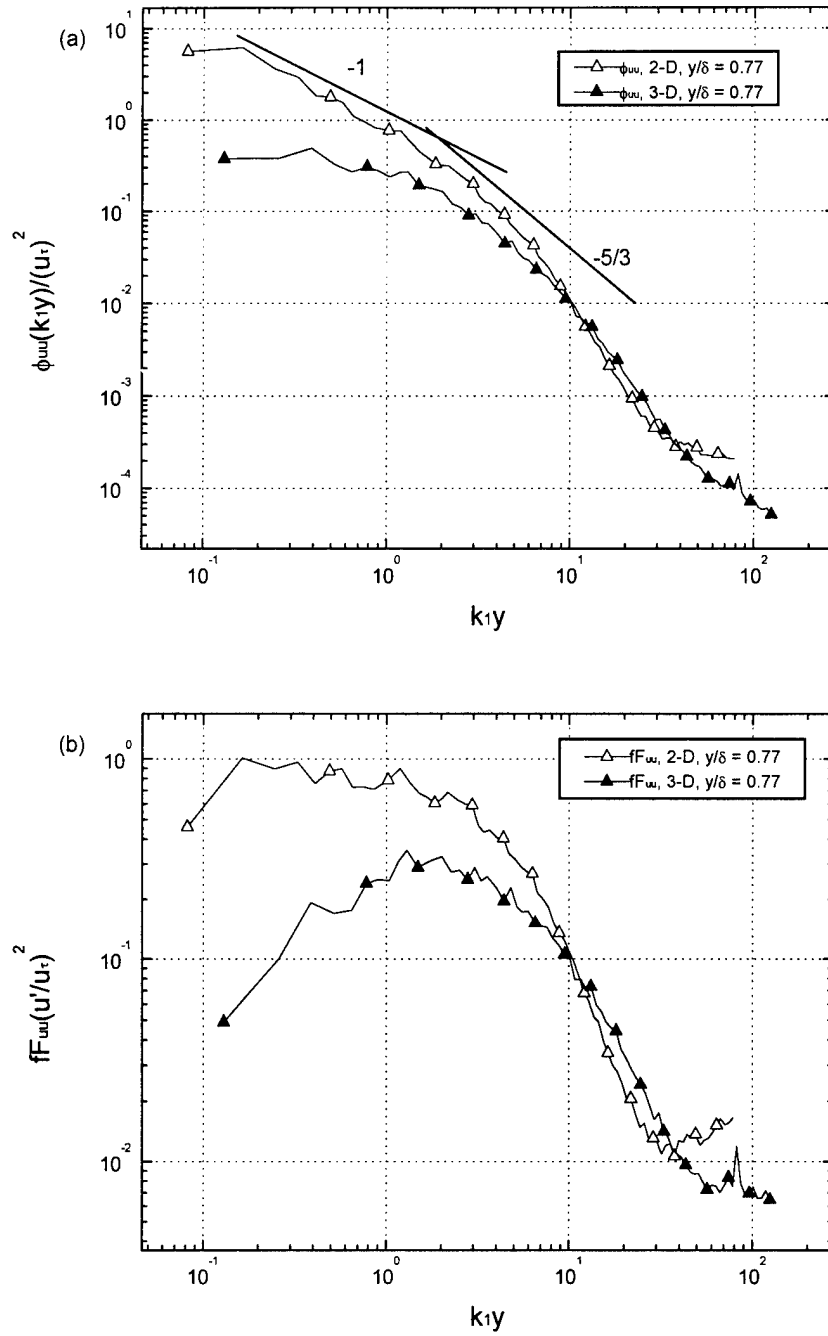 (a)
10¹
10⁰
10⁻¹
10⁻²
10⁻³
10⁻⁴
ϕuu(k1y)/(uτ)²
-1
-5/3
ϕuu, 2-D, y/δ = 0.77
ϕuu, 3-D, y/δ = 0.77
10⁻¹ 10⁰ 10¹ 10²
k1y
(b)
10⁰
10⁻¹
10⁻²
fFuu(u'/uτ)²
fFuu, 2-D, y/δ = 0.77
fFuu, 3-D, y/δ = 0.77
10⁻¹ 10⁰ 10¹ 10²
k1y